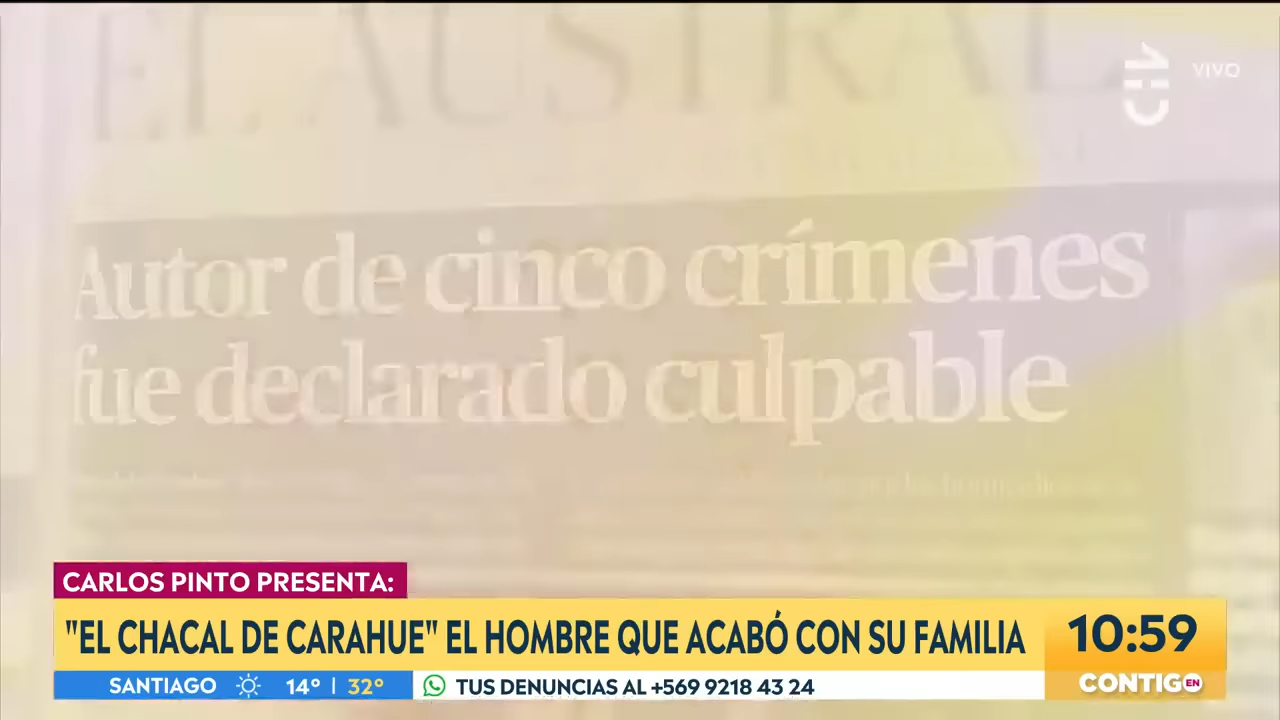 EL AUSTRAL
CHV
VIVO
Autor de cinco crímenes
fue declarado culpable
CARLOS PINTO PRESENTA:
"EL CHACAL DE CARAHUE" EL HOMBRE QUE ACABÓ CON SU FAMILIA
10:59
SANTIAGO 14° | 32°
TUS DENUNCIAS AL +569 9218 43 24
CONTIGO EN